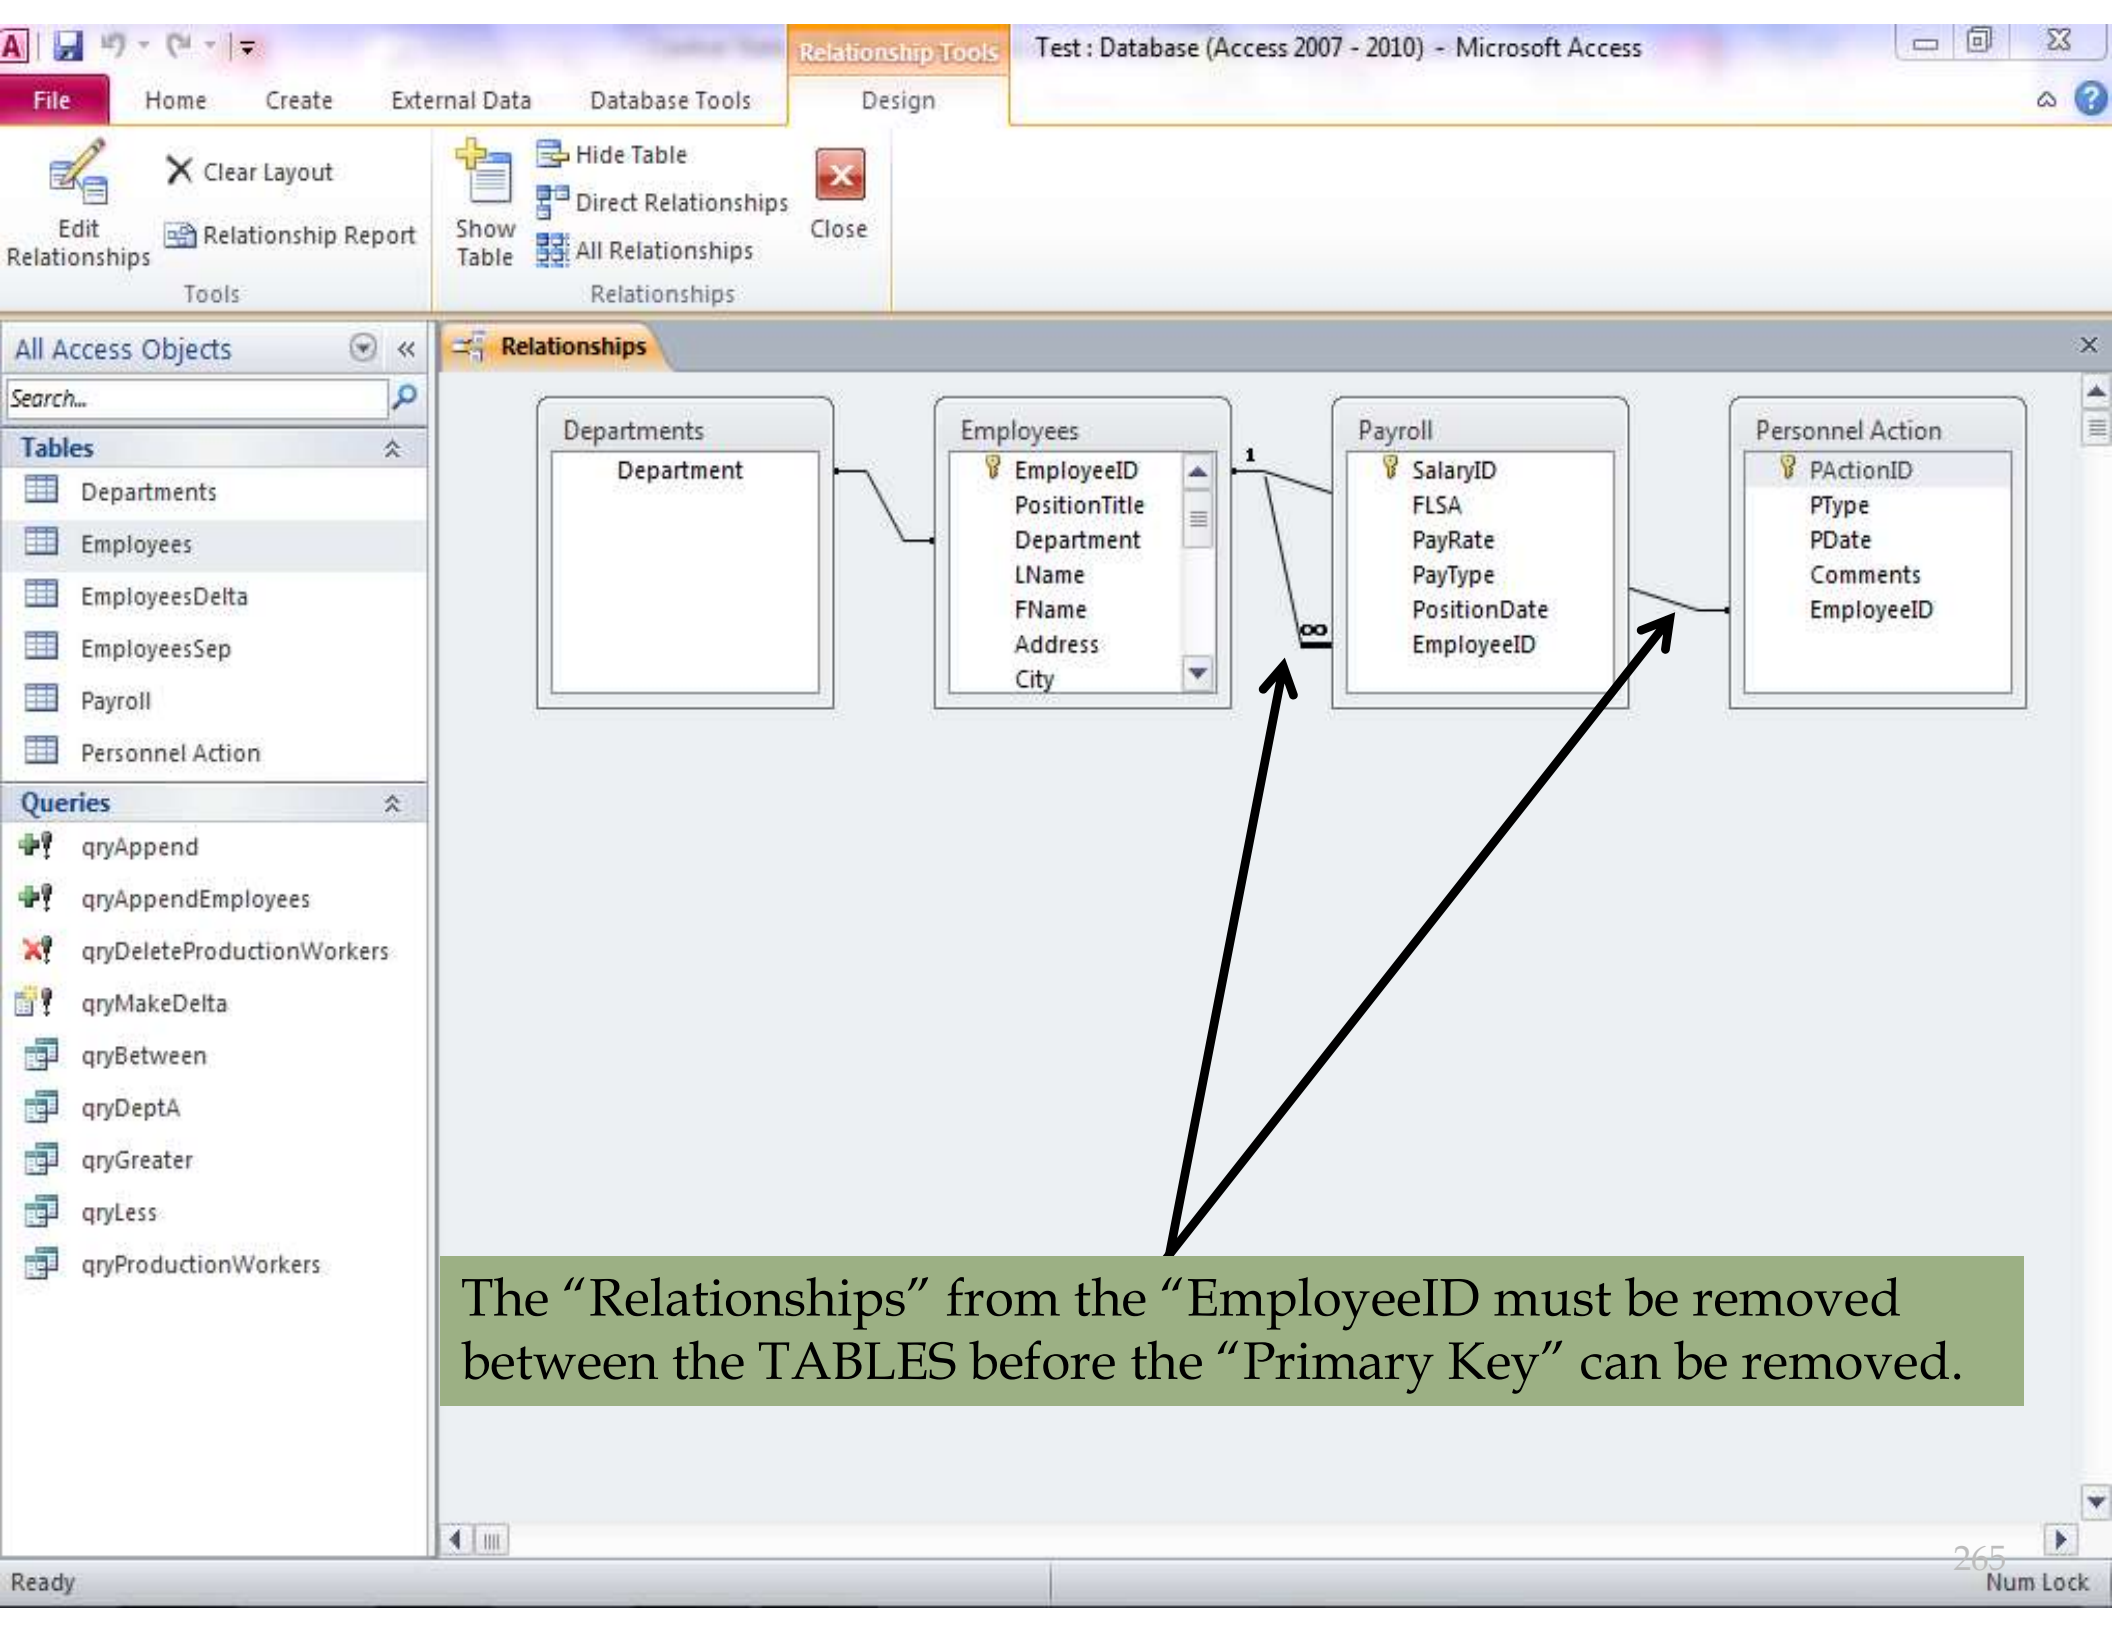 A
Relationship Tools
Test : Database (Access 2007 - 2010) - Microsoft Access
File Home Create External Data Database Tools Design
Edit Relationships
Clear Layout
Relationship Report
Tools
Show Table
Hide Table
Direct Relationships
All Relationships
Close
Relationships
All Access Objects
Search...
Tables
Departments
Employees
EmployeesDelta
EmployeesSep
Payroll
Personnel Action
Queries
qryAppend
qryAppendEmployees
qryDeleteProductionWorkers
qryMakeDelta
qryBetween
qryDeptA
qryGreater
qryLess
qryProductionWorkers
Relationships
Departments
Department
Employees
EmployeeID
PositionTitle
Department
LName
FName
Address
City
1
∞
Payroll
SalaryID
FLSA
PayRate
PayType
PositionDate
EmployeeID
Personnel Action
PActionID
PType
PDate
Comments
EmployeeID
The “Relationships” from the “EmployeeID must be removed
between the TABLES before the “Primary Key” can be removed.
265
Ready
Num Lock